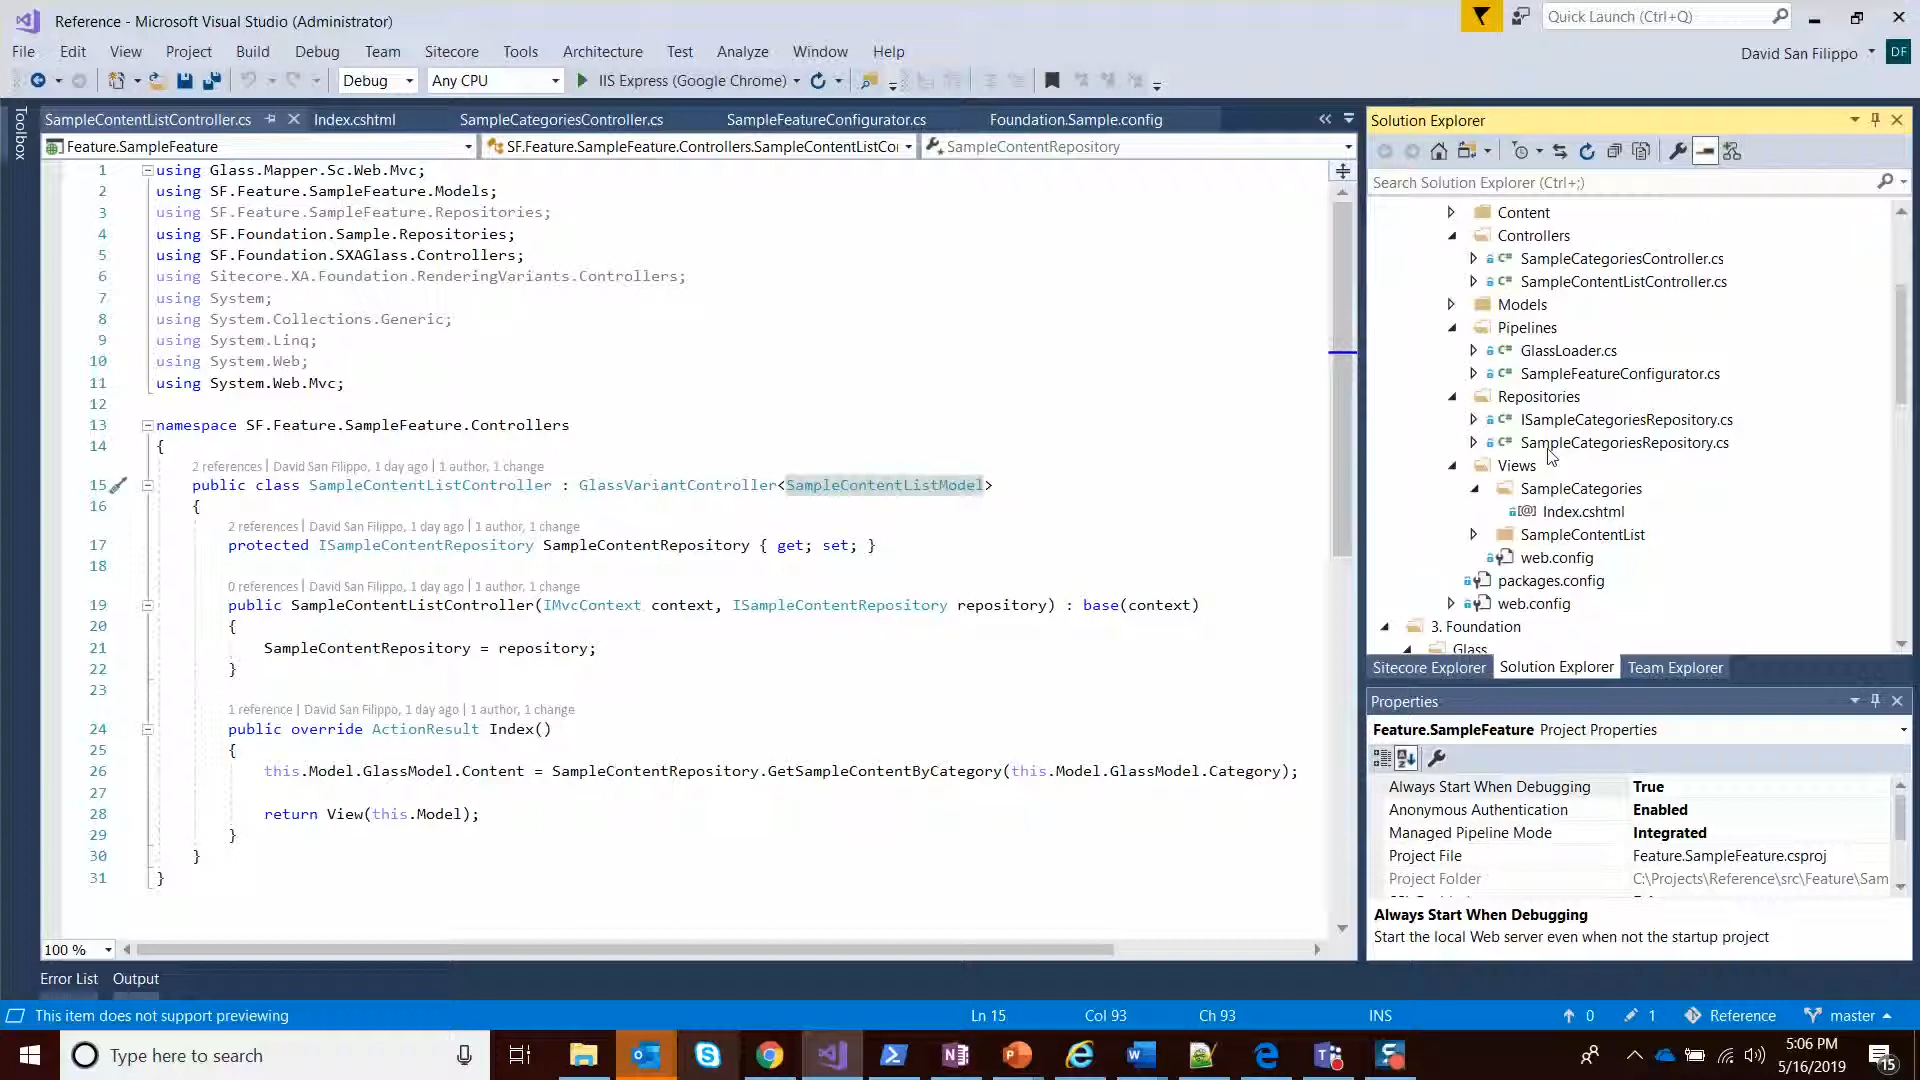 Reference - Microsoft Visual Studio (Administrator)
Quick Launch (Ctrl+Q)
File Edit View Project Build Debug Team Sitecore Tools Architecture Test Analyze Window Help
David San Filippo DF
Debug Any CPU IIS Express (Google Chrome)
Toolbox
SampleContentListController.cs Index.cshtml SampleCategoriesController.cs SampleFeatureConfigurator.cs Foundation.Sample.config
Feature.SampleFeature SF.Feature.SampleFeature.Controllers.SampleContentListCo SampleContentRepository
1 using Glass.Mapper.Sc.Web.Mvc;
2 using SF.Feature.SampleFeature.Models;
3 using SF.Feature.SampleFeature.Repositories;
4 using SF.Foundation.Sample.Repositories;
5 using SF.Foundation.SXAGlass.Controllers;
6 using Sitecore.XA.Foundation.RenderingVariants.Controllers;
7 using System;
8 using System.Collections.Generic;
9 using System.Linq;
10 using System.Web;
11 using System.Web.Mvc;
12
13 namespace SF.Feature.SampleFeature.Controllers
14 {
2 references | David San Filippo, 1 day ago | 1 author, 1 change
15 public class SampleContentListController : GlassVariantController<SampleContentListModel>
16 {
2 references | David San Filippo, 1 day ago | 1 author, 1 change
17 protected ISampleContentRepository SampleContentRepository { get; set; }
18
0 references | David San Filippo, 1 day ago | 1 author, 1 change
19 public SampleContentListController(IMvcContext context, ISampleContentRepository repository) : base(context)
20 {
21 SampleContentRepository = repository;
22 }
23
1 reference | David San Filippo, 1 day ago | 1 author, 1 change
24 public override ActionResult Index()
25 {
26 this.Model.GlassModel.Content = SampleContentRepository.GetSampleContentByCategory(this.Model.GlassModel.Category);
27
28 return View(this.Model);
29 }
30 }
31 }
100 %
Solution Explorer
Search Solution Explorer (Ctrl+;)
Content
Controllers
C# SampleCategoriesController.cs
C# SampleContentListController.cs
Models
Pipelines
C# GlassLoader.cs
C# SampleFeatureConfigurator.cs
Repositories
C# ISampleCategoriesRepository.cs
C# SampleCategoriesRepository.cs
Views
SampleCategories
[@] Index.cshtml
SampleContentList
web.config
packages.config
web.config
3. Foundation
Glass
Sitecore Explorer Solution Explorer Team Explorer
Properties
Feature.SampleFeature Project Properties
Always Start When Debugging True
Anonymous Authentication Enabled
Managed Pipeline Mode Integrated
Project File Feature.SampleFeature.csproj
Project Folder C:\Projects\Reference\src\Feature\Sam
Always Start When Debugging
Start the local Web server even when not the startup project
Error List Output
This item does not support previewing Ln 15 Col 93 Ch 93 INS 0 1 Reference master
Type here to search
5:06 PM
5/16/2019
15